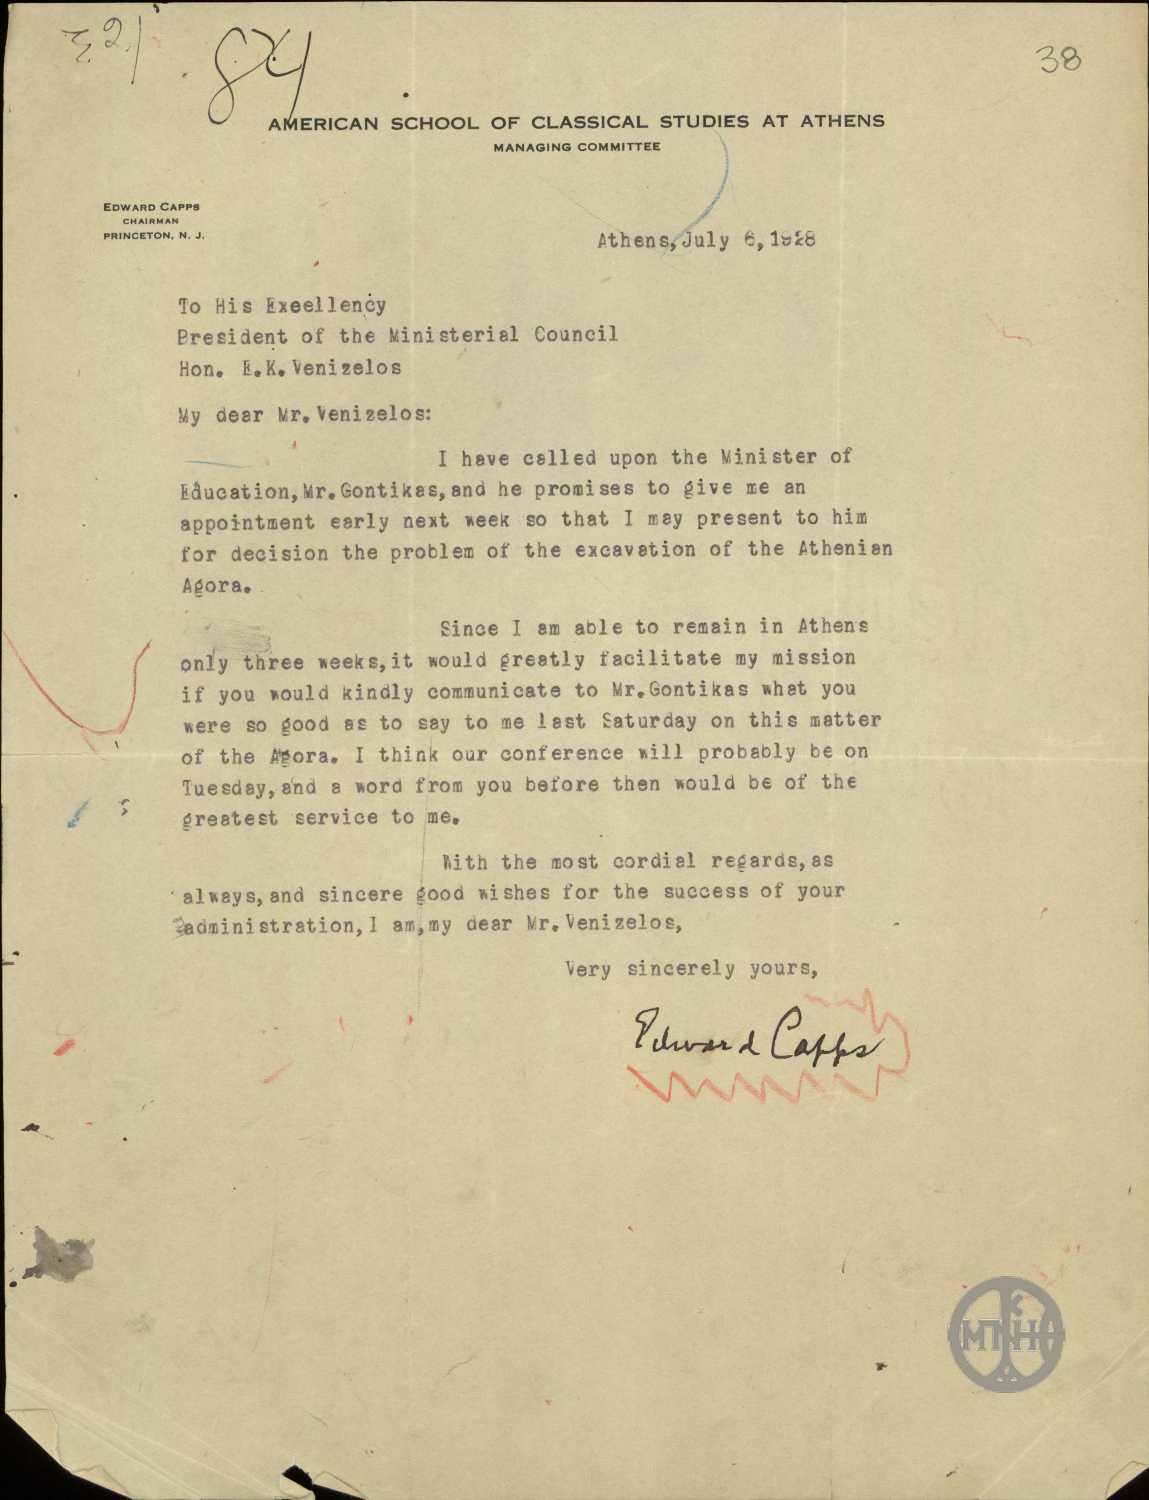 321
84
38
AMERICAN SCHOOL OF CLASSICAL STUDIES AT ATHENS
MANAGING COMMITTEE
EDWARD CAPPS
CHAIRMAN
PRINCETON, N. J.
Athens, July 6, 1928
To His Exeellency
President of the Ministerial Council
Hon. E.K. Venizelos
My dear Mr. Venizelos:
I have called upon the Minister of
Education, Mr. Gontikas, and he promises to give me an
appointment early next week so that I may present to him
for decision the problem of the excavation of the Athenian
Agora.
Since I am able to remain in Athens
only three weeks, it would greatly facilitate my mission
if you would kindly communicate to Mr. Gontikas what you
were so good as to say to me last Saturday on this matter
of the Agora. I think our conference will probably be on
Tuesday, and a word from you before then would be of the
greatest service to me.
With the most cordial regards, as
always, and sincere good wishes for the success of your
administration, I am, my dear Mr. Venizelos,
Very sincerely yours,
Edward Capps